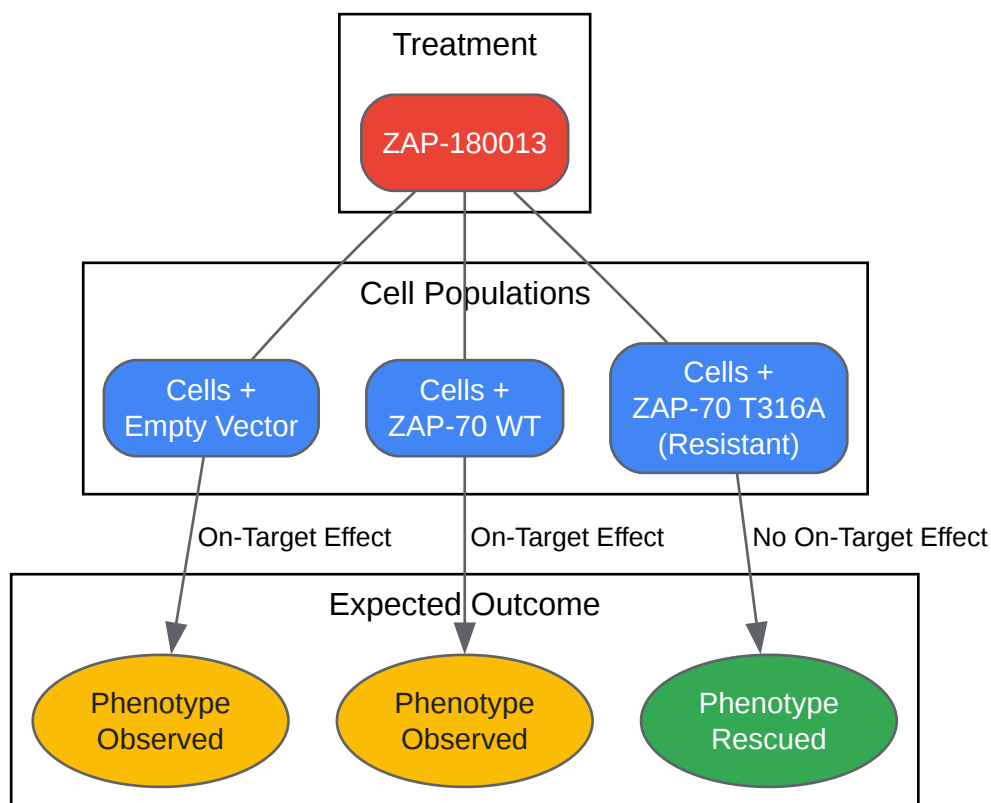 Treatment
ZAP-180013
Cell Populations
Cells +
Empty Vector
Cells +
ZAP-70 WT
Cells +
ZAP-70 T316A
(Resistant)
On-Target Effect
On-Target Effect
No On-Target Effect
Expected Outcome
Phenotype
Observed
Phenotype
Observed
Phenotype
Rescued